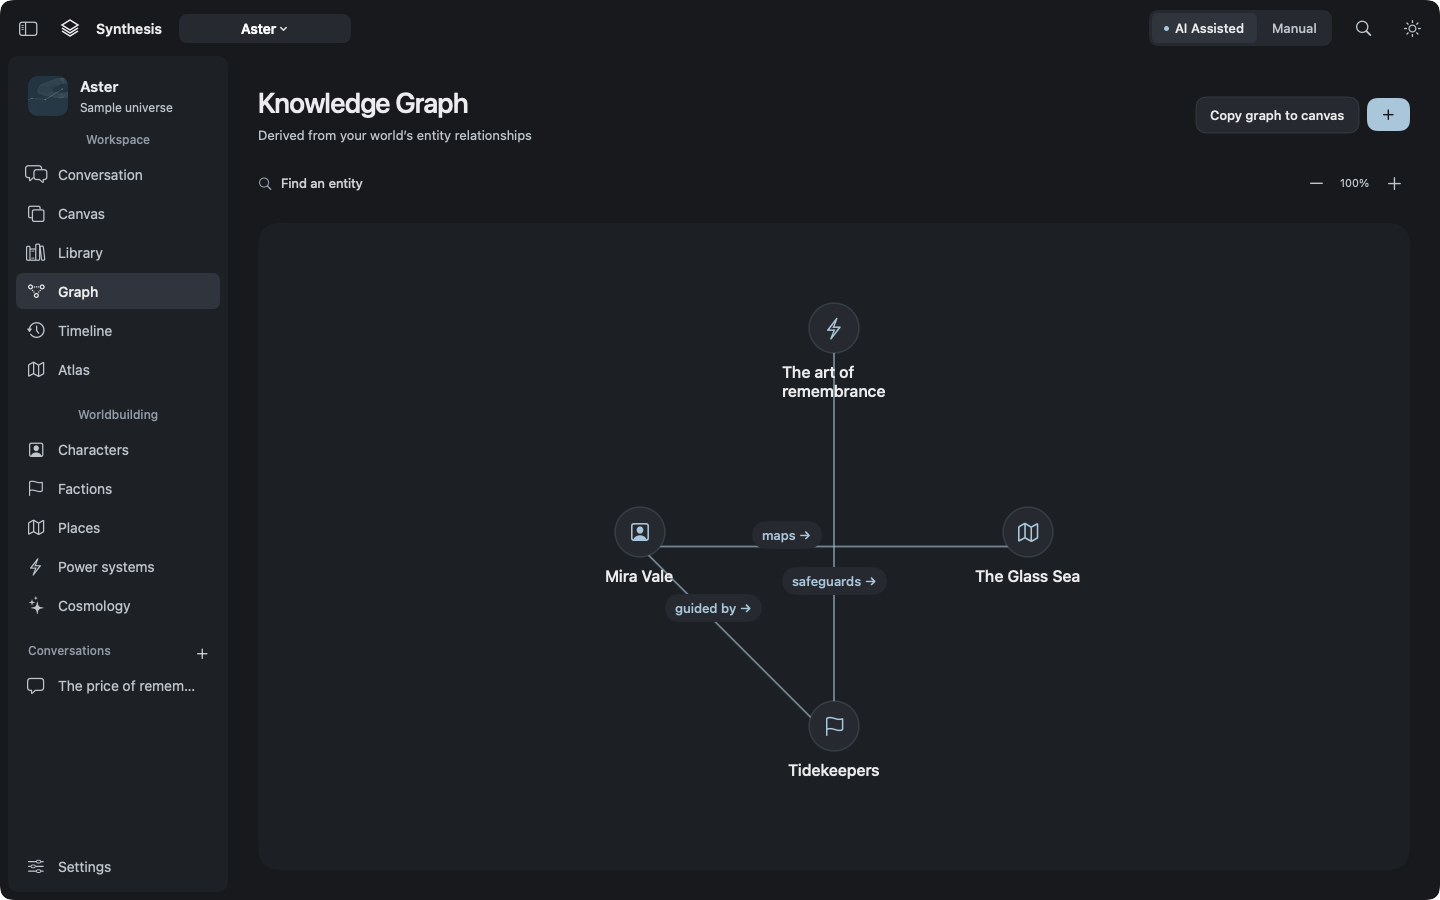 Synthesis
Aster
AI Assisted
Manual
Aster
Sample universe
Workspace
Conversation
Canvas
Library
Graph
Timeline
Atlas
Worldbuilding
Characters
Factions
Places
Power systems
Cosmology
Conversations
The price of remem...
Settings
Knowledge Graph
Derived from your world's entity relationships
Copy graph to canvas
Find an entity
100%
The art of
remembrance
maps →
Mira Vale
safeguards →
The Glass Sea
guided by →
Tidekeepers